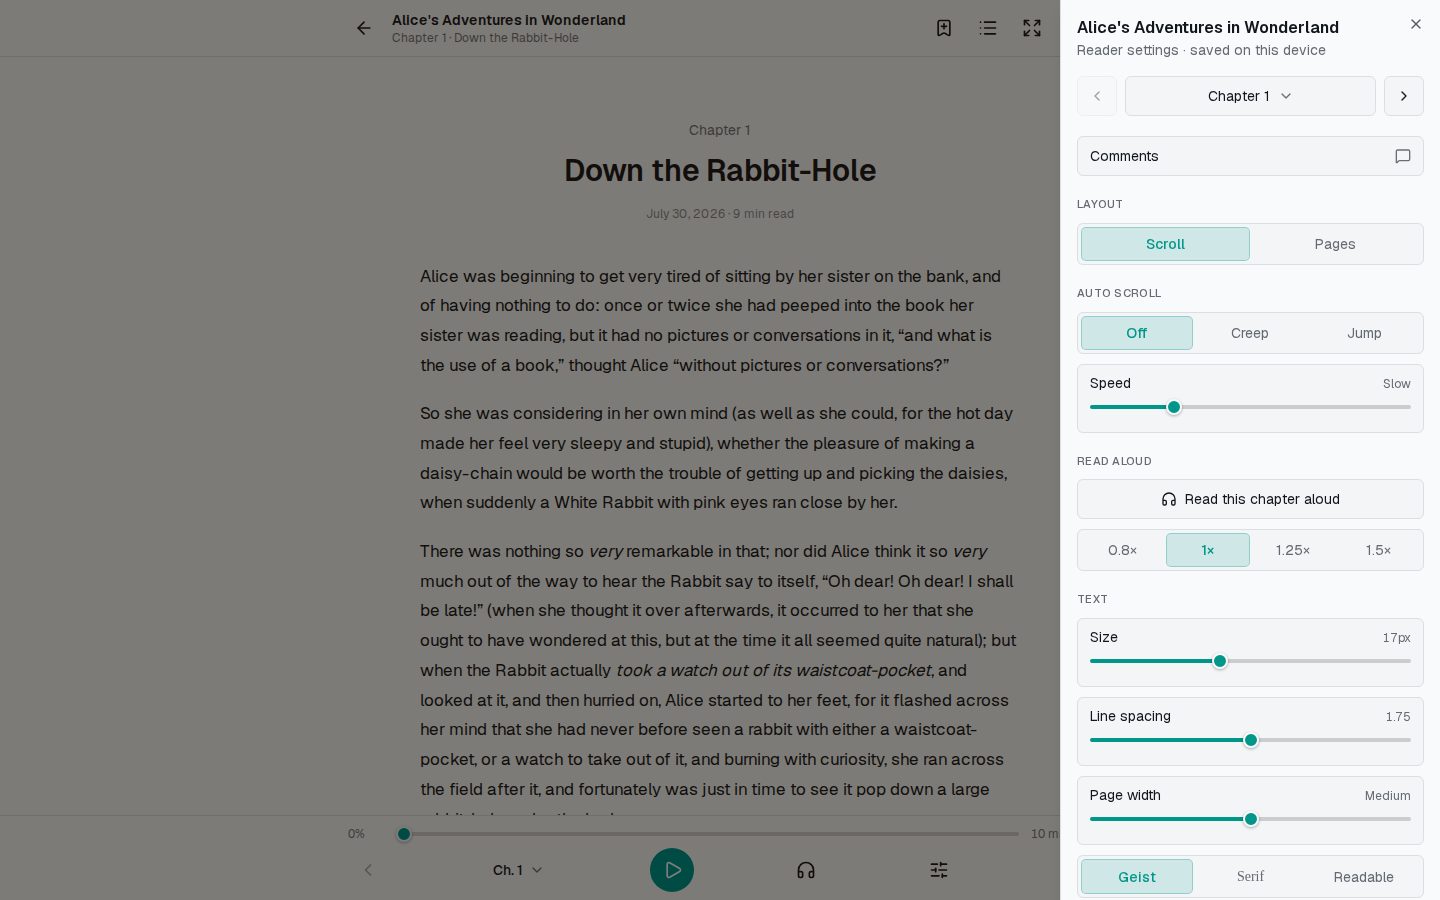 Alice's Adventures in Wonderland
Chapter 1 · Down the Rabbit-Hole
Chapter 1
Down the Rabbit-Hole
July 30, 2026 · 9 min read
Alice was beginning to get very tired of sitting by her sister on the bank, and
of having nothing to do: once or twice she had peeped into the book her
sister was reading, but it had no pictures or conversations in it, “and what is
the use of a book,” thought Alice “without pictures or conversations?”
So she was considering in her own mind (as well as she could, for the hot day
made her feel very sleepy and stupid), whether the pleasure of making a
daisy-chain would be worth the trouble of getting up and picking the daisies,
when suddenly a White Rabbit with pink eyes ran close by her.
There was nothing so very remarkable in that; nor did Alice think it so very
much out of the way to hear the Rabbit say to itself, “Oh dear! Oh dear! I shall
be late!” (when she thought it over afterwards, it occurred to her that she
ought to have wondered at this, but at the time it all seemed quite natural); but
when the Rabbit actually took a watch out of its waistcoat-pocket, and
looked at it, and then hurried on, Alice started to her feet, for it flashed across
her mind that she had never before seen a rabbit with either a waistcoat-
pocket, or a watch to take out of it, and burning with curiosity, she ran across
the field after it, and fortunately was just in time to see it pop down a large
0%
10 m
Ch. 1
Alice's Adventures in Wonderland
Reader settings · saved on this device
Chapter 1
Comments
LAYOUT
Scroll
Pages
AUTO SCROLL
Off
Creep
Jump
Speed
Slow
READ ALOUD
Read this chapter aloud
0.8×
1×
1.25×
1.5×
TEXT
Size
17px
Line spacing
1.75
Page width
Medium
Geist
Serif
Readable